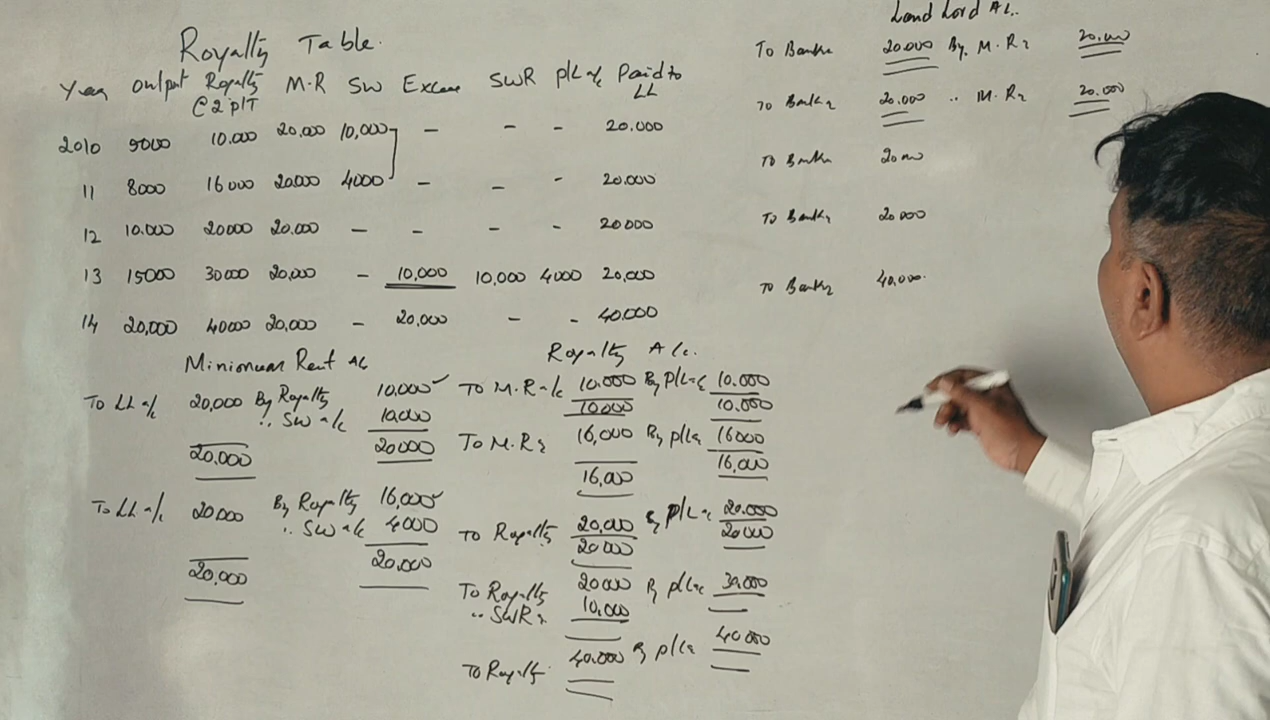 Royalty Table.
Year Output Royalty @ 2 p/T M.R SW Excess SWR P/L a/c Paid to LL
2010 5000 10.000 20,000 10,000 - - - 20.000
11 8000 16000 20,000 4000 - - - 20.000
12 10.000 20000 20.000 - - - - 20000
13 15000 30000 20,000 - 10,000 10,000 4000 20,000
14 20,000 40000 20,000 - 20,000 - - 40.000
Minimum Rent A/c
To LL a/c 20,000 By Royalty 10,000
" SW a/c 10,000
20,000 20000
To LL a/c 20000 By Royalty 16,000
" SW a/c 4000
20,000 20,000
Royalty A/c.
To M.R a/c 10.000 By P/L a/c 10.000
10000 10.000
To M.R 16,000 By P/L 16000
16,000 16,000
To Royalty 20,000 By P/L 20.000
20000 20000
To Royalty 20000 By P/L a/c 30,000
" SWR 10,000
To Royalty 40,000 By P/L 40000
Land Lord A/c.
To Bank 20.000 By M.R 20,000
To Bank 20.000 " M.R 20.000
To Bank 20000
To Bank 20000
To Bank 40,000.